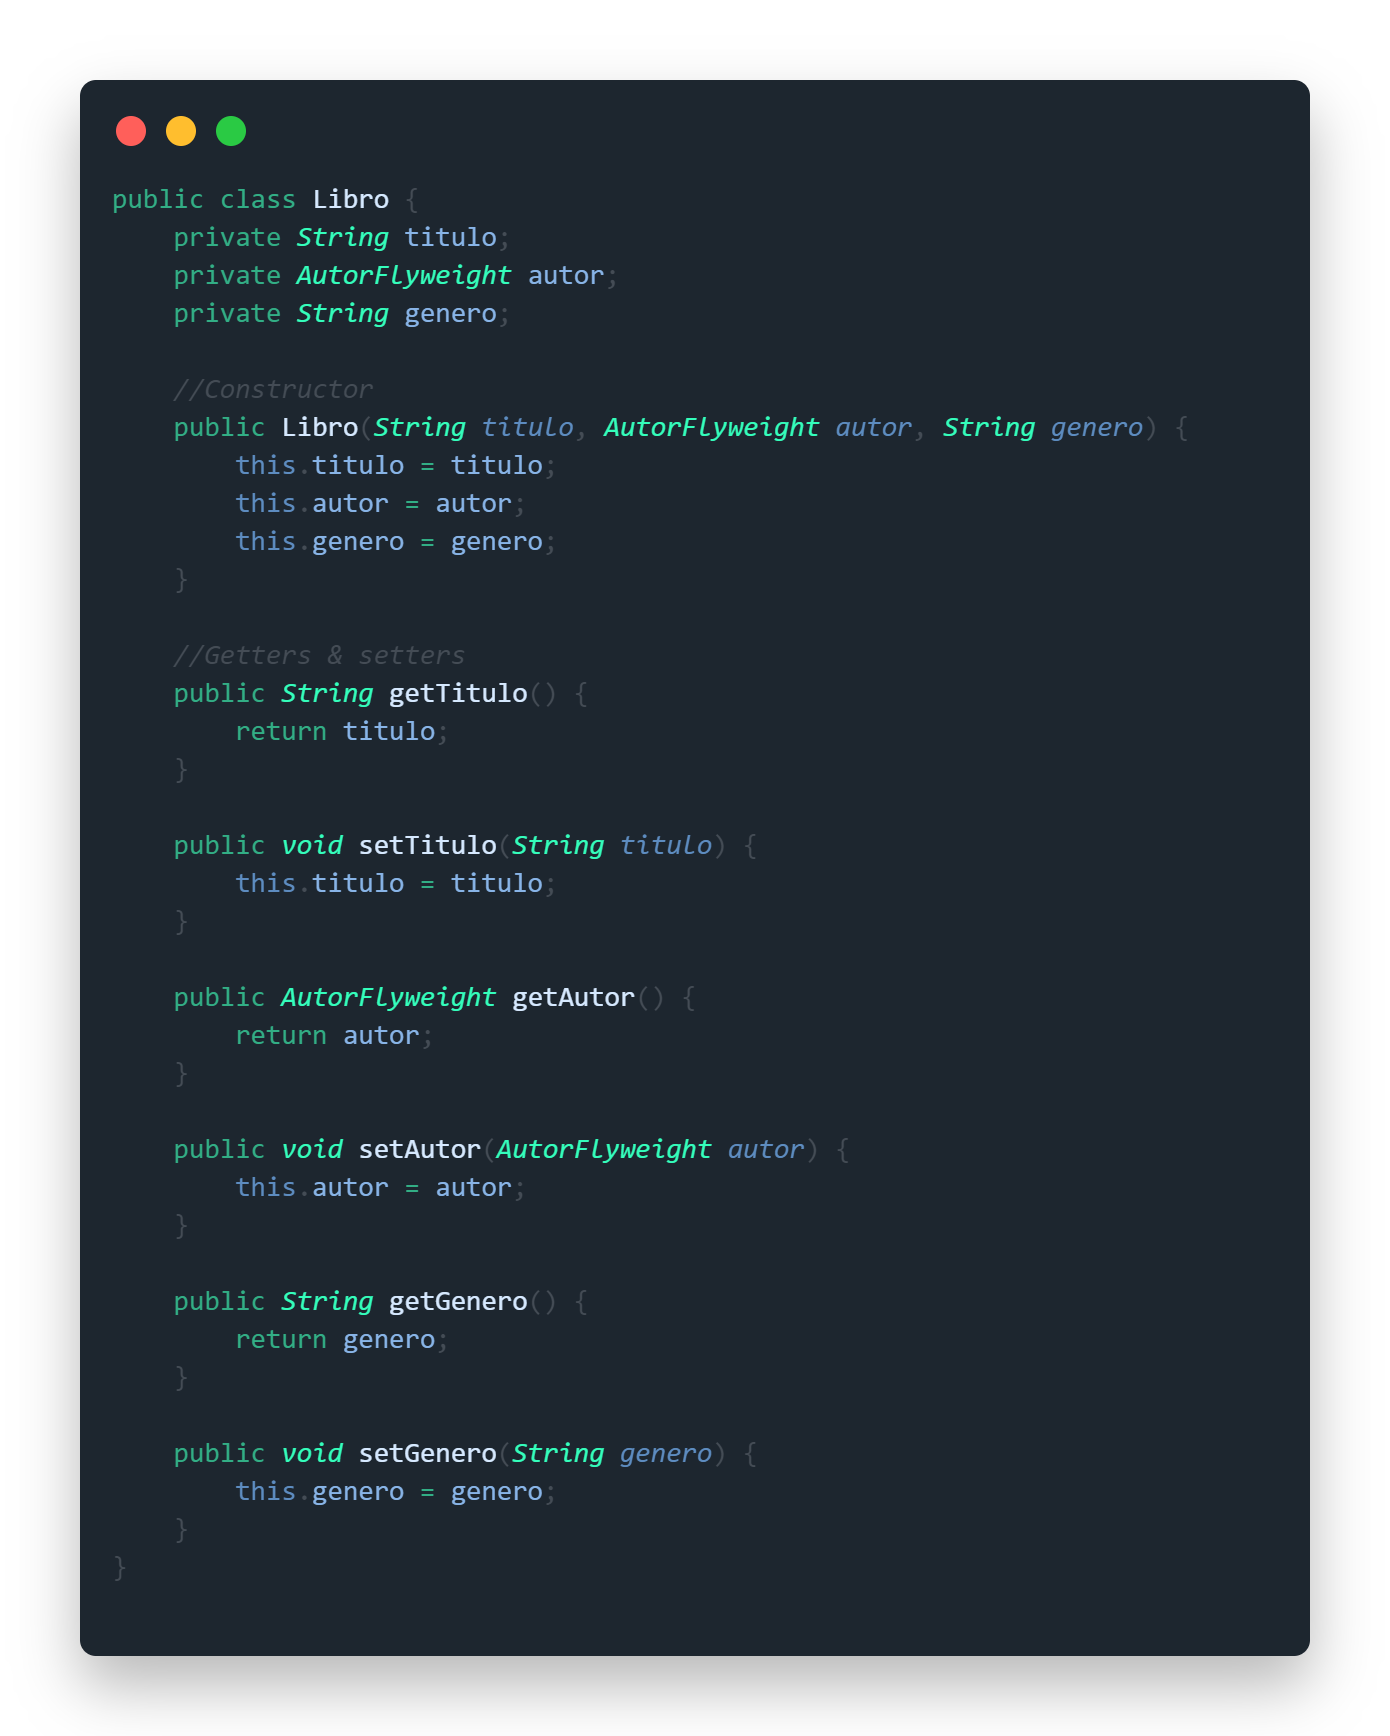 public class Libro {
    private String titulo;
    private AutorFlyweight autor;
    private String genero;

    //Constructor
    public Libro(String titulo, AutorFlyweight autor, String genero) {
        this.titulo = titulo;
        this.autor = autor;
        this.genero = genero;
    }

    //Getters & setters
    public String getTitulo() {
        return titulo;
    }

    public void setTitulo(String titulo) {
        this.titulo = titulo;
    }

    public AutorFlyweight getAutor() {
        return autor;
    }

    public void setAutor(AutorFlyweight autor) {
        this.autor = autor;
    }

    public String getGenero() {
        return genero;
    }

    public void setGenero(String genero) {
        this.genero = genero;
    }
}